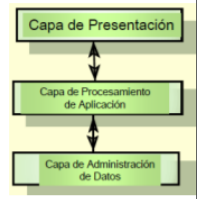 Capa de Presentación
Capa de Procesamiento
de Aplicación
Capa de Administración
de Datos